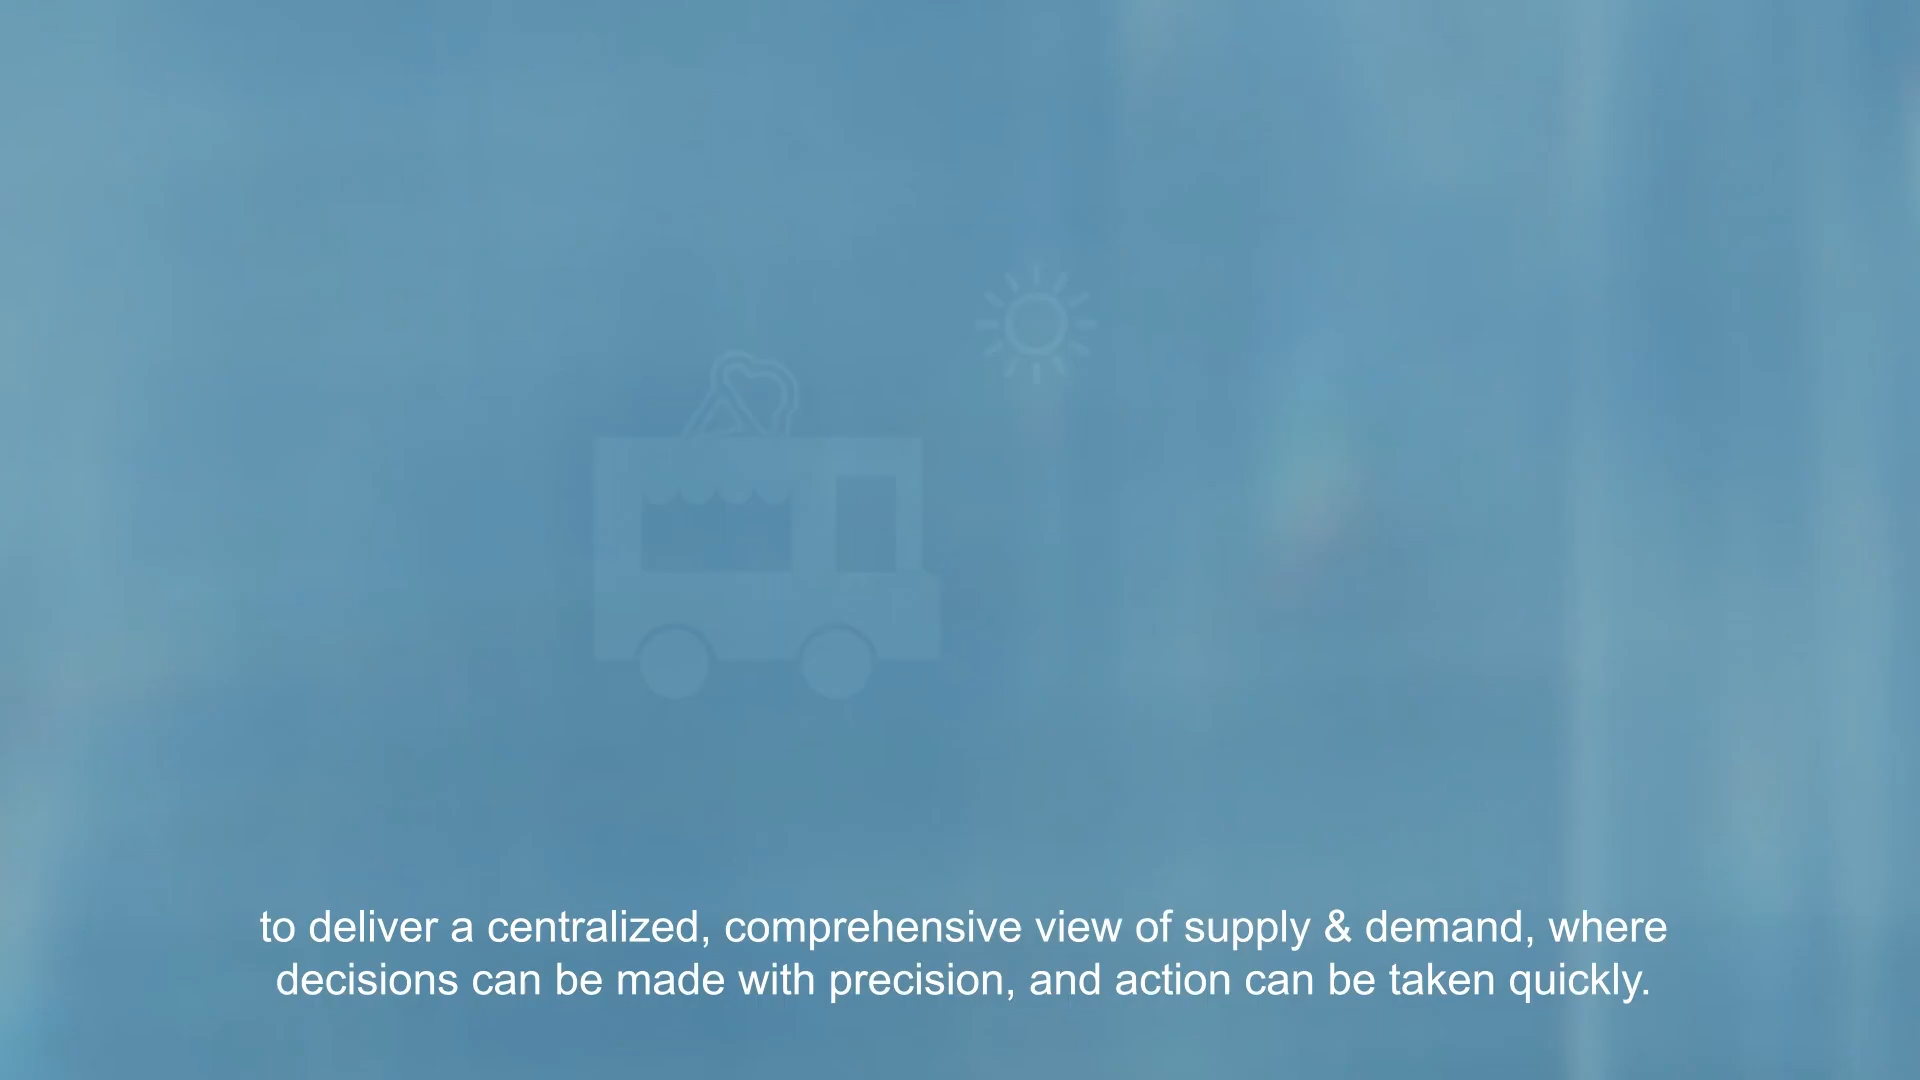 to deliver a centralized, comprehensive view of supply & demand, where
decisions can be made with precision, and action can be taken quickly.